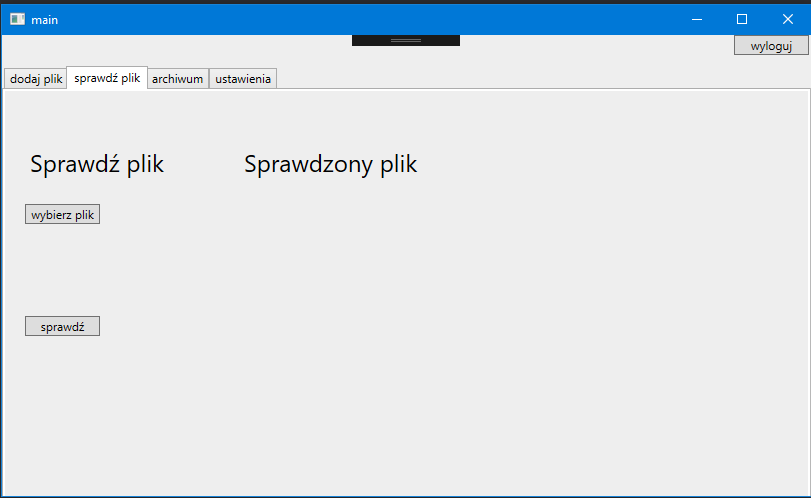 main
wyloguj
dodaj plik sprawdź plik archiwum ustawienia
Sprawdź plik Sprawdzony plik
wybierz plik
sprawdź